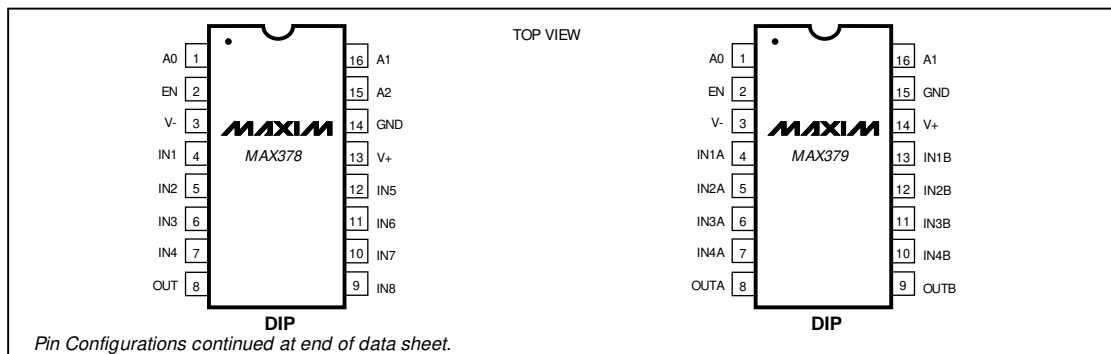 TOP VIEW
A0 1 16 A1
EN 2 15 A2
V- 3 14 GND
IN1 4 13 V+
IN2 5 12 IN5
IN3 6 11 IN6
IN4 7 10 IN7
OUT 8 9 IN8
MAXIM
MAX378
DIP
A0 1 16 A1
EN 2 15 GND
V- 3 14 V+
IN1A 4 13 IN1B
IN2A 5 12 IN2B
IN3A 6 11 IN3B
IN4A 7 10 IN4B
OUTA 8 9 OUTB
MAXIM
MAX379
DIP
Pin Configurations continued at end of data sheet.